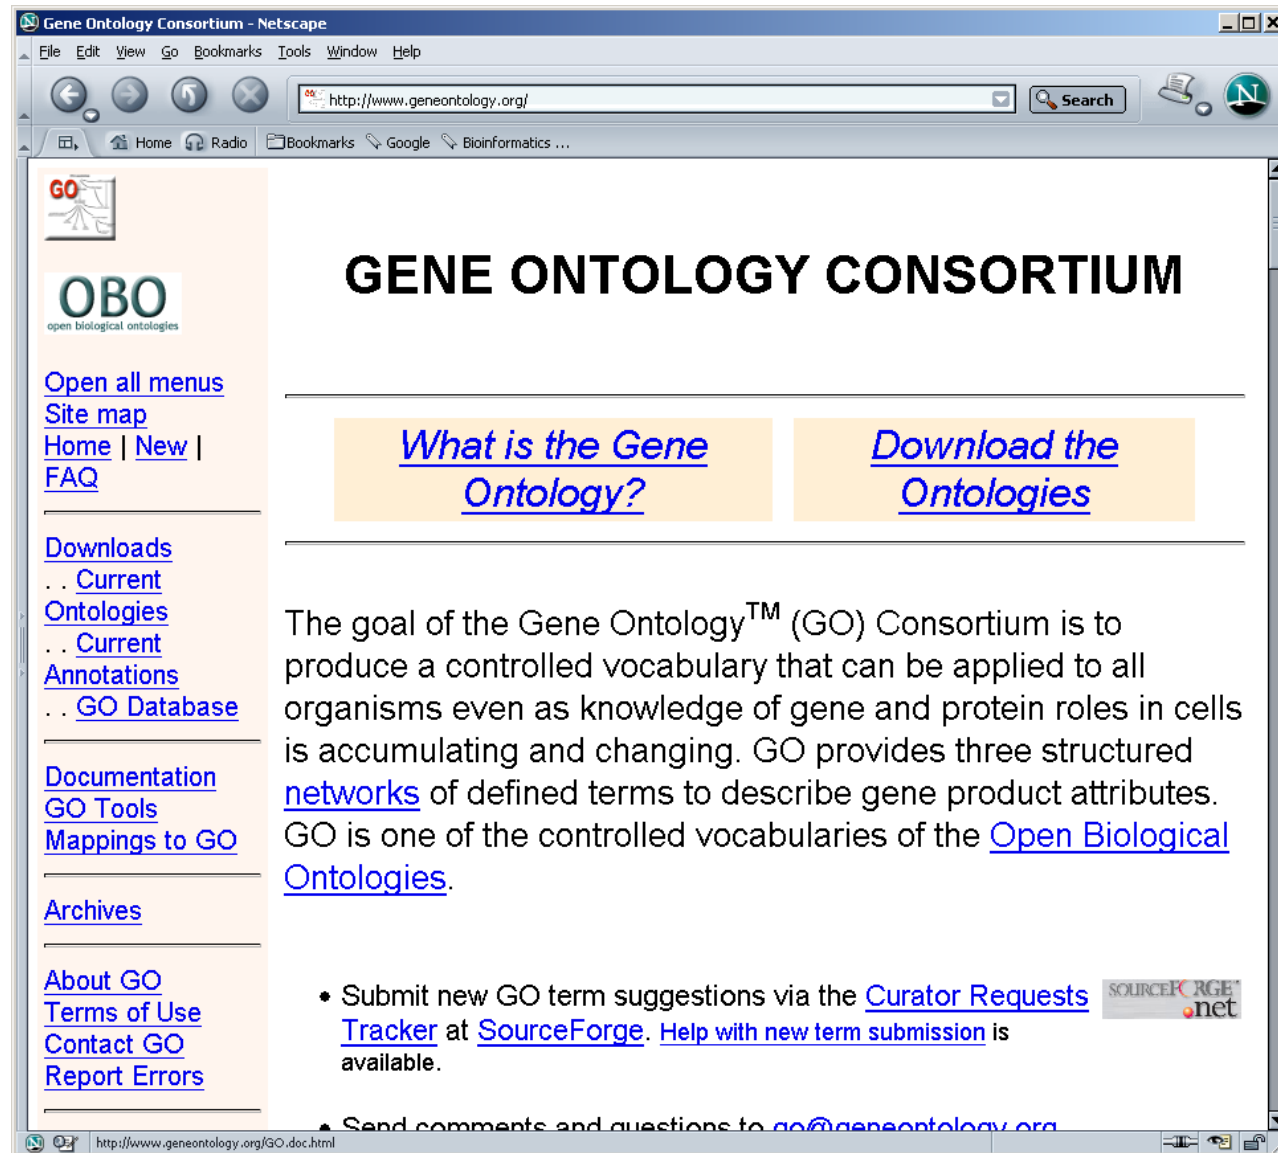 Gene Ontology Consortium - Netscape
File Edit View Go Bookmarks Tools Window Help
http://www.geneontology.org/
Search
N
Home Radio Bookmarks Google Bioinformatics ...
GO
OBO
open biological ontologies
Open all menus
Site map
Home | New |
FAQ
Downloads
. . Current
Ontologies
. . Current
Annotations
. . GO Database
Documentation
GO Tools
Mappings to GO
Archives
About GO
Terms of Use
Contact GO
Report Errors
GENE ONTOLOGY CONSORTIUM
What is the Gene
Ontology?
Download the
Ontologies
The goal of the Gene Ontology™ (GO) Consortium is to
produce a controlled vocabulary that can be applied to all
organisms even as knowledge of gene and protein roles in cells
is accumulating and changing. GO provides three structured
networks of defined terms to describe gene product attributes.
GO is one of the controlled vocabularies of the Open Biological
Ontologies.
• Submit new GO term suggestions via the Curator Requests
Tracker at SourceForge. Help with new term submission is
available.
SOURCEFORGE
.net
• Send comments and questions to go@geneontology.org
http://www.geneontology.org/GO.doc.html